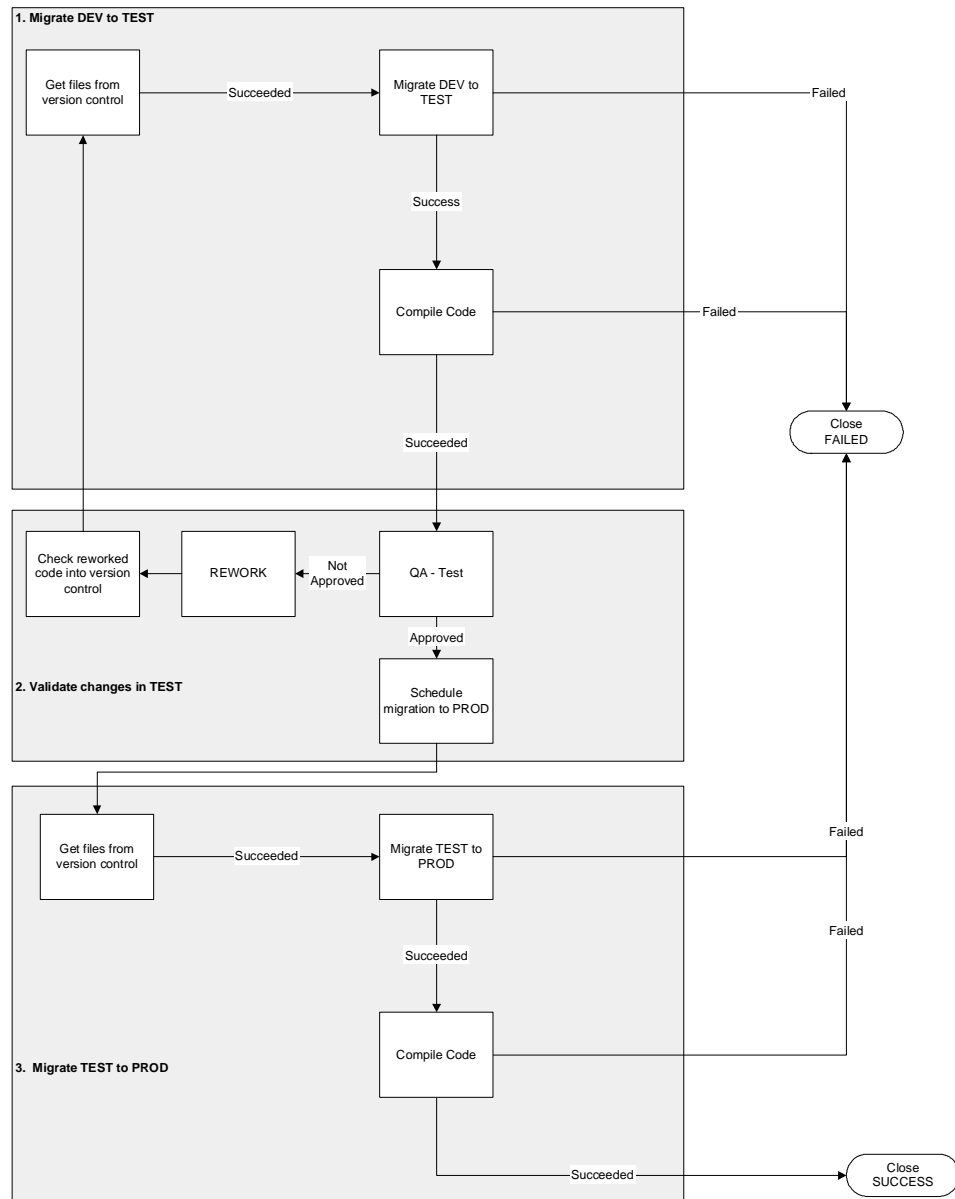 1. Migrate DEV to TEST
Get files from
version control
Succeeded
Migrate DEV to
TEST
Failed
Success
Compile Code
Failed
Close
FAILED
Succeeded
Check reworked
code into version
control
REWORK
Not
Approved
QA - Test
Approved
2. Validate changes in TEST
Schedule
migration to PROD
Get files from
version control
Succeeded
Migrate TEST to
PROD
Failed
Failed
Succeeded
Compile Code
3. Migrate TEST to PROD
Succeeded
Close
SUCCESS